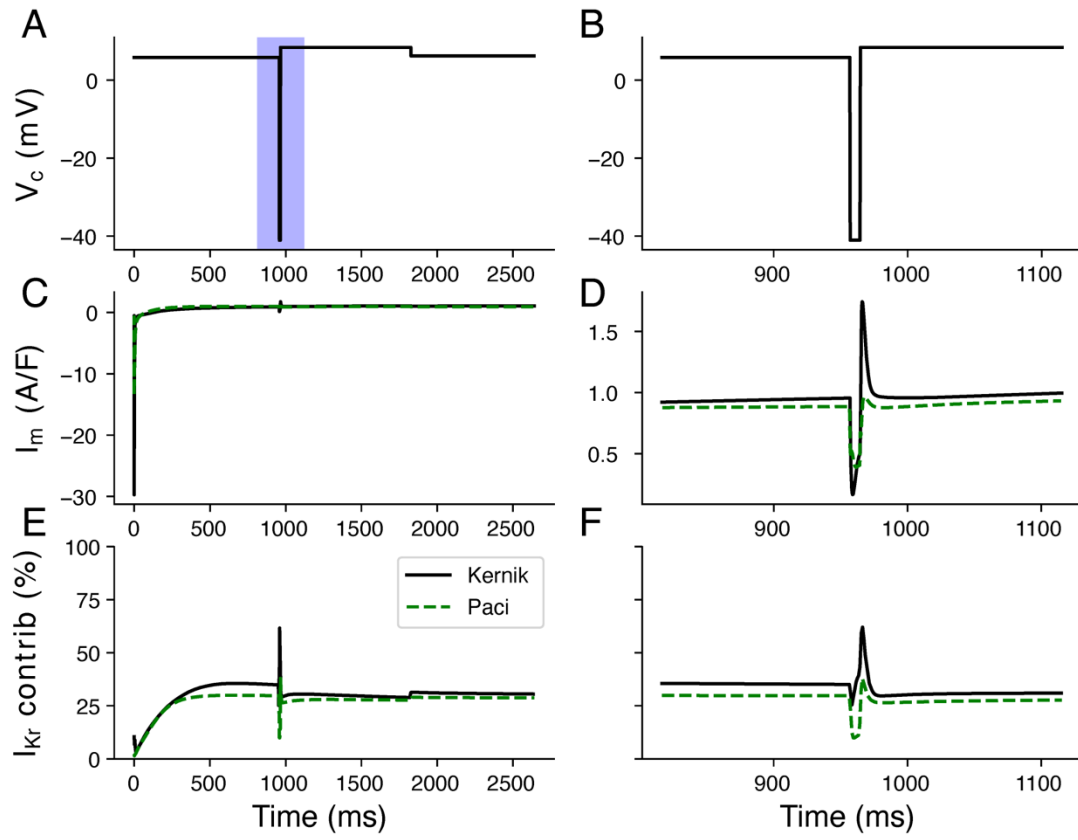 A
B
V_c (mV)
0
−20
−40
0 500 1000 1500 2000 2500
0
−20
−40
900 1000 1100
C
D
I_m (A/F)
0
−10
−20
−30
0 500 1000 1500 2000 2500
1.5
1.0
0.5
900 1000 1100
E
F
I_Kr contrib (%)
100
75
50
25
0
Kernik
Paci
0 500 1000 1500 2000 2500
900 1000 1100
Time (ms)
Time (ms)